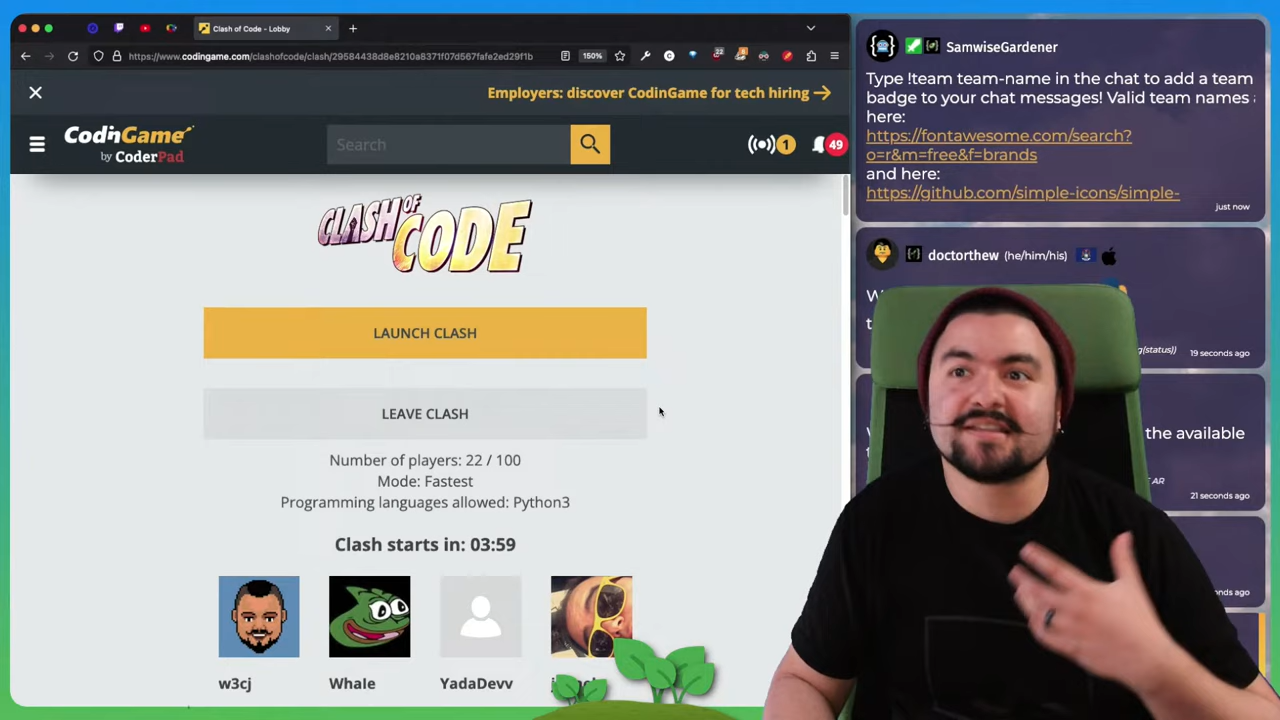 Clash of Code - Lobby
https://www.codingame.com/clashofcode/clash/29584438d8e8210a8371f07d567fafe2ed29f1b
150%
22
Employers: discover CodinGame for tech hiring
CodinGame
by CoderPad
Search
1
49
CLASH OF CODE
LAUNCH CLASH
LEAVE CLASH
Number of players: 22 / 100
Mode: Fastest
Programming languages allowed: Python3
Clash starts in: 03:59
w3cj
Whale
YadaDevv
SamwiseGardener
Type !team team-name in the chat to add a team
badge to your chat messages! Valid team names
here:
https://fontawesome.com/search?
o=r&m=free&f=brands
and here:
https://github.com/simple-icons/simple-
just now
doctorthew (he/him/his)
19 seconds ago
the available
21 seconds ago